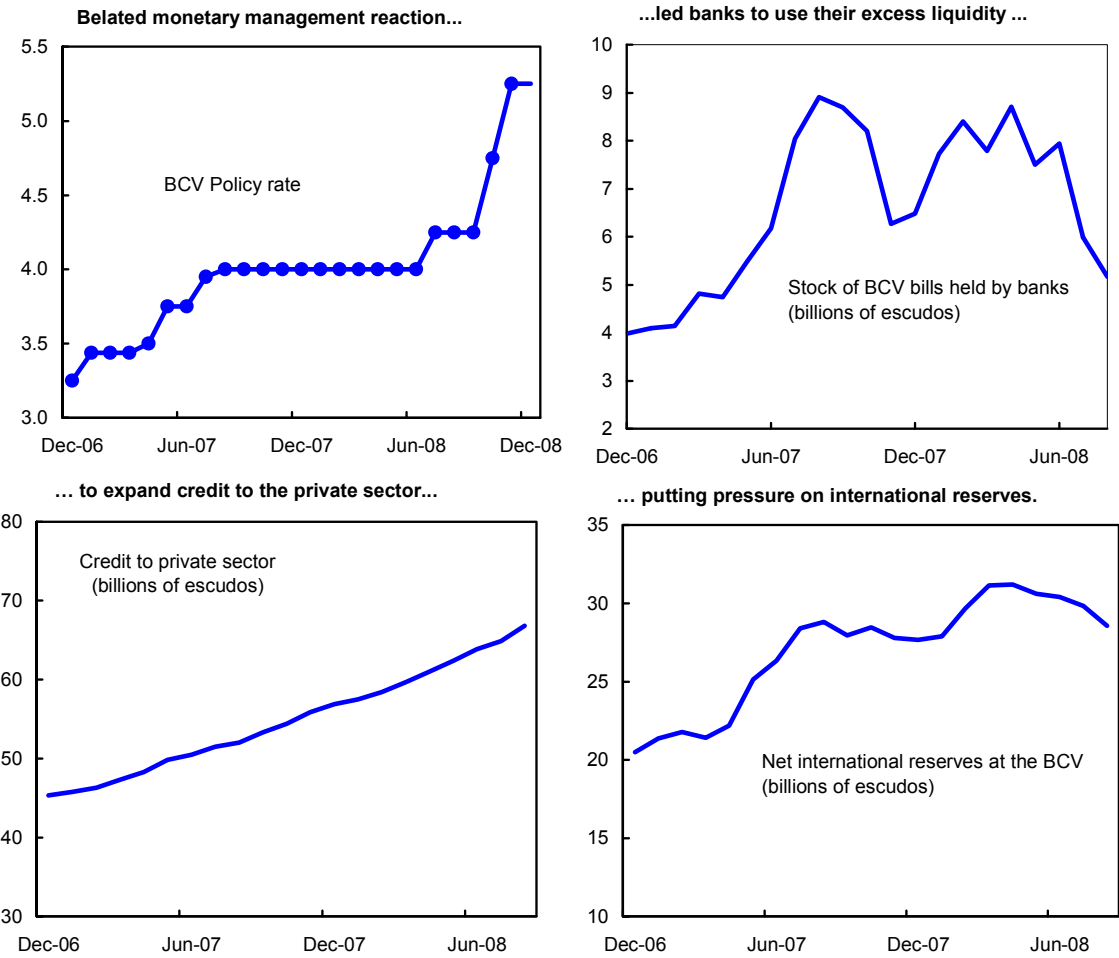 Belated monetary management reaction...
5.5
5.0
4.5
4.0
3.5
3.0
BCV Policy rate
Dec-06 Jun-07 Dec-07 Jun-08 Dec-08
...led banks to use their excess liquidity ...
10
9
8
7
6
5
4
3
2
Stock of BCV bills held by banks
(billions of escudos)
Dec-06 Jun-07 Dec-07 Jun-08
… to expand credit to the private sector...
80
70
60
50
40
30
Credit to private sector
(billions of escudos)
Dec-06 Jun-07 Dec-07 Jun-08
… putting pressure on international reserves.
35
30
25
20
15
10
Net international reserves at the BCV
(billions of escudos)
Dec-06 Jun-07 Dec-07 Jun-08